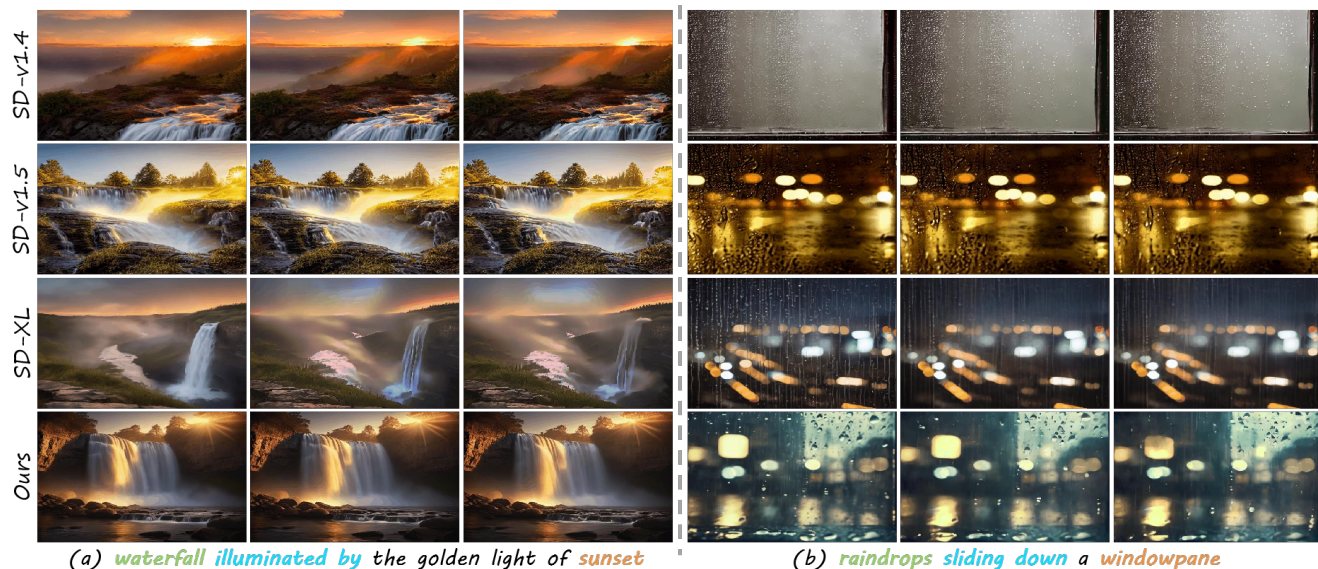 SD-v1.4
SD-v1.5
SD-XL
Ours
(a) waterfall illuminated by the golden light of sunset
(b) raindrops sliding down a windowpane